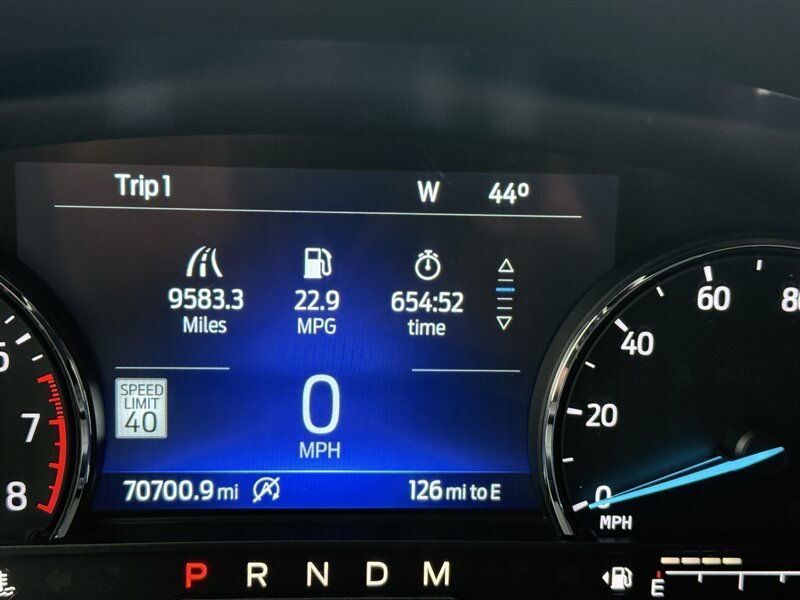 Trip 1 W 44°
9583.3 22.9 654:52
Miles MPG time
SPEED
LIMIT
40
0
MPH
70700.9 mi 126 mi to E
7
8
0
20
40
60
80
MPH
P R N D M
E